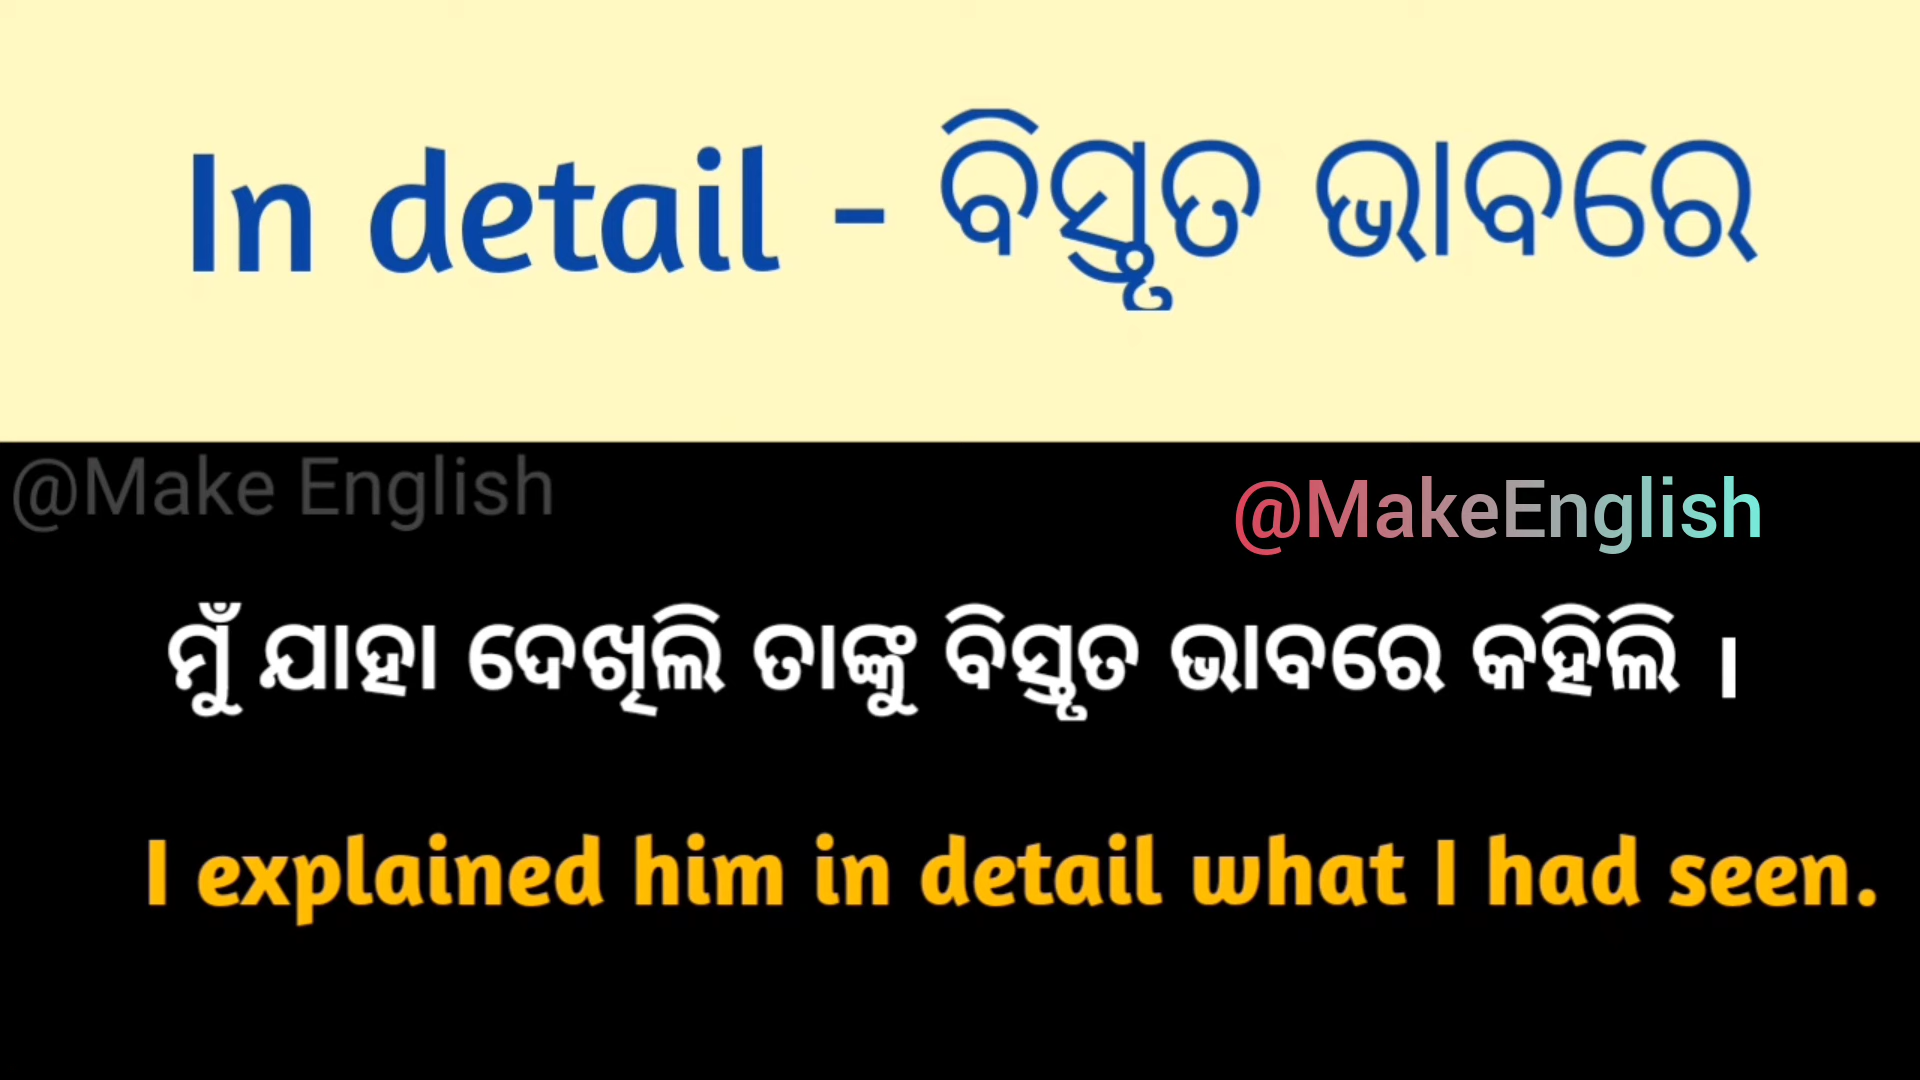 In detail - ବିସ୍ତୃତ ଭାବରେ
@Make English
@MakeEnglish
ମୁଁ ଯାହା ଦେଖିଲି ତାଙ୍କୁ ବିସ୍ତୃତ ଭାବରେ କହିଲି ।
I explained him in detail what I had seen.